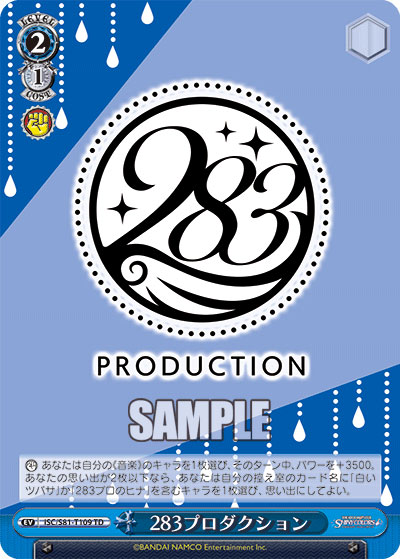 LEVEL
2
1
COST
283
PRODUCTION
SAMPLE
あなたは自分の《音楽》のキャラを1枚選び、そのターン中、パワーを+3500。
あなたの思い出が2枚以下なら、あなたは自分の控え室のカード名に「白い
ツバサ」か「283プロのヒナ」を含むキャラを1枚選び、思い出にしてよい。
EV ISC/S81-T109 TD 283プロダクション THE IDOLM@STER SHINY COLORS
©BANDAI NAMCO Entertainment Inc.